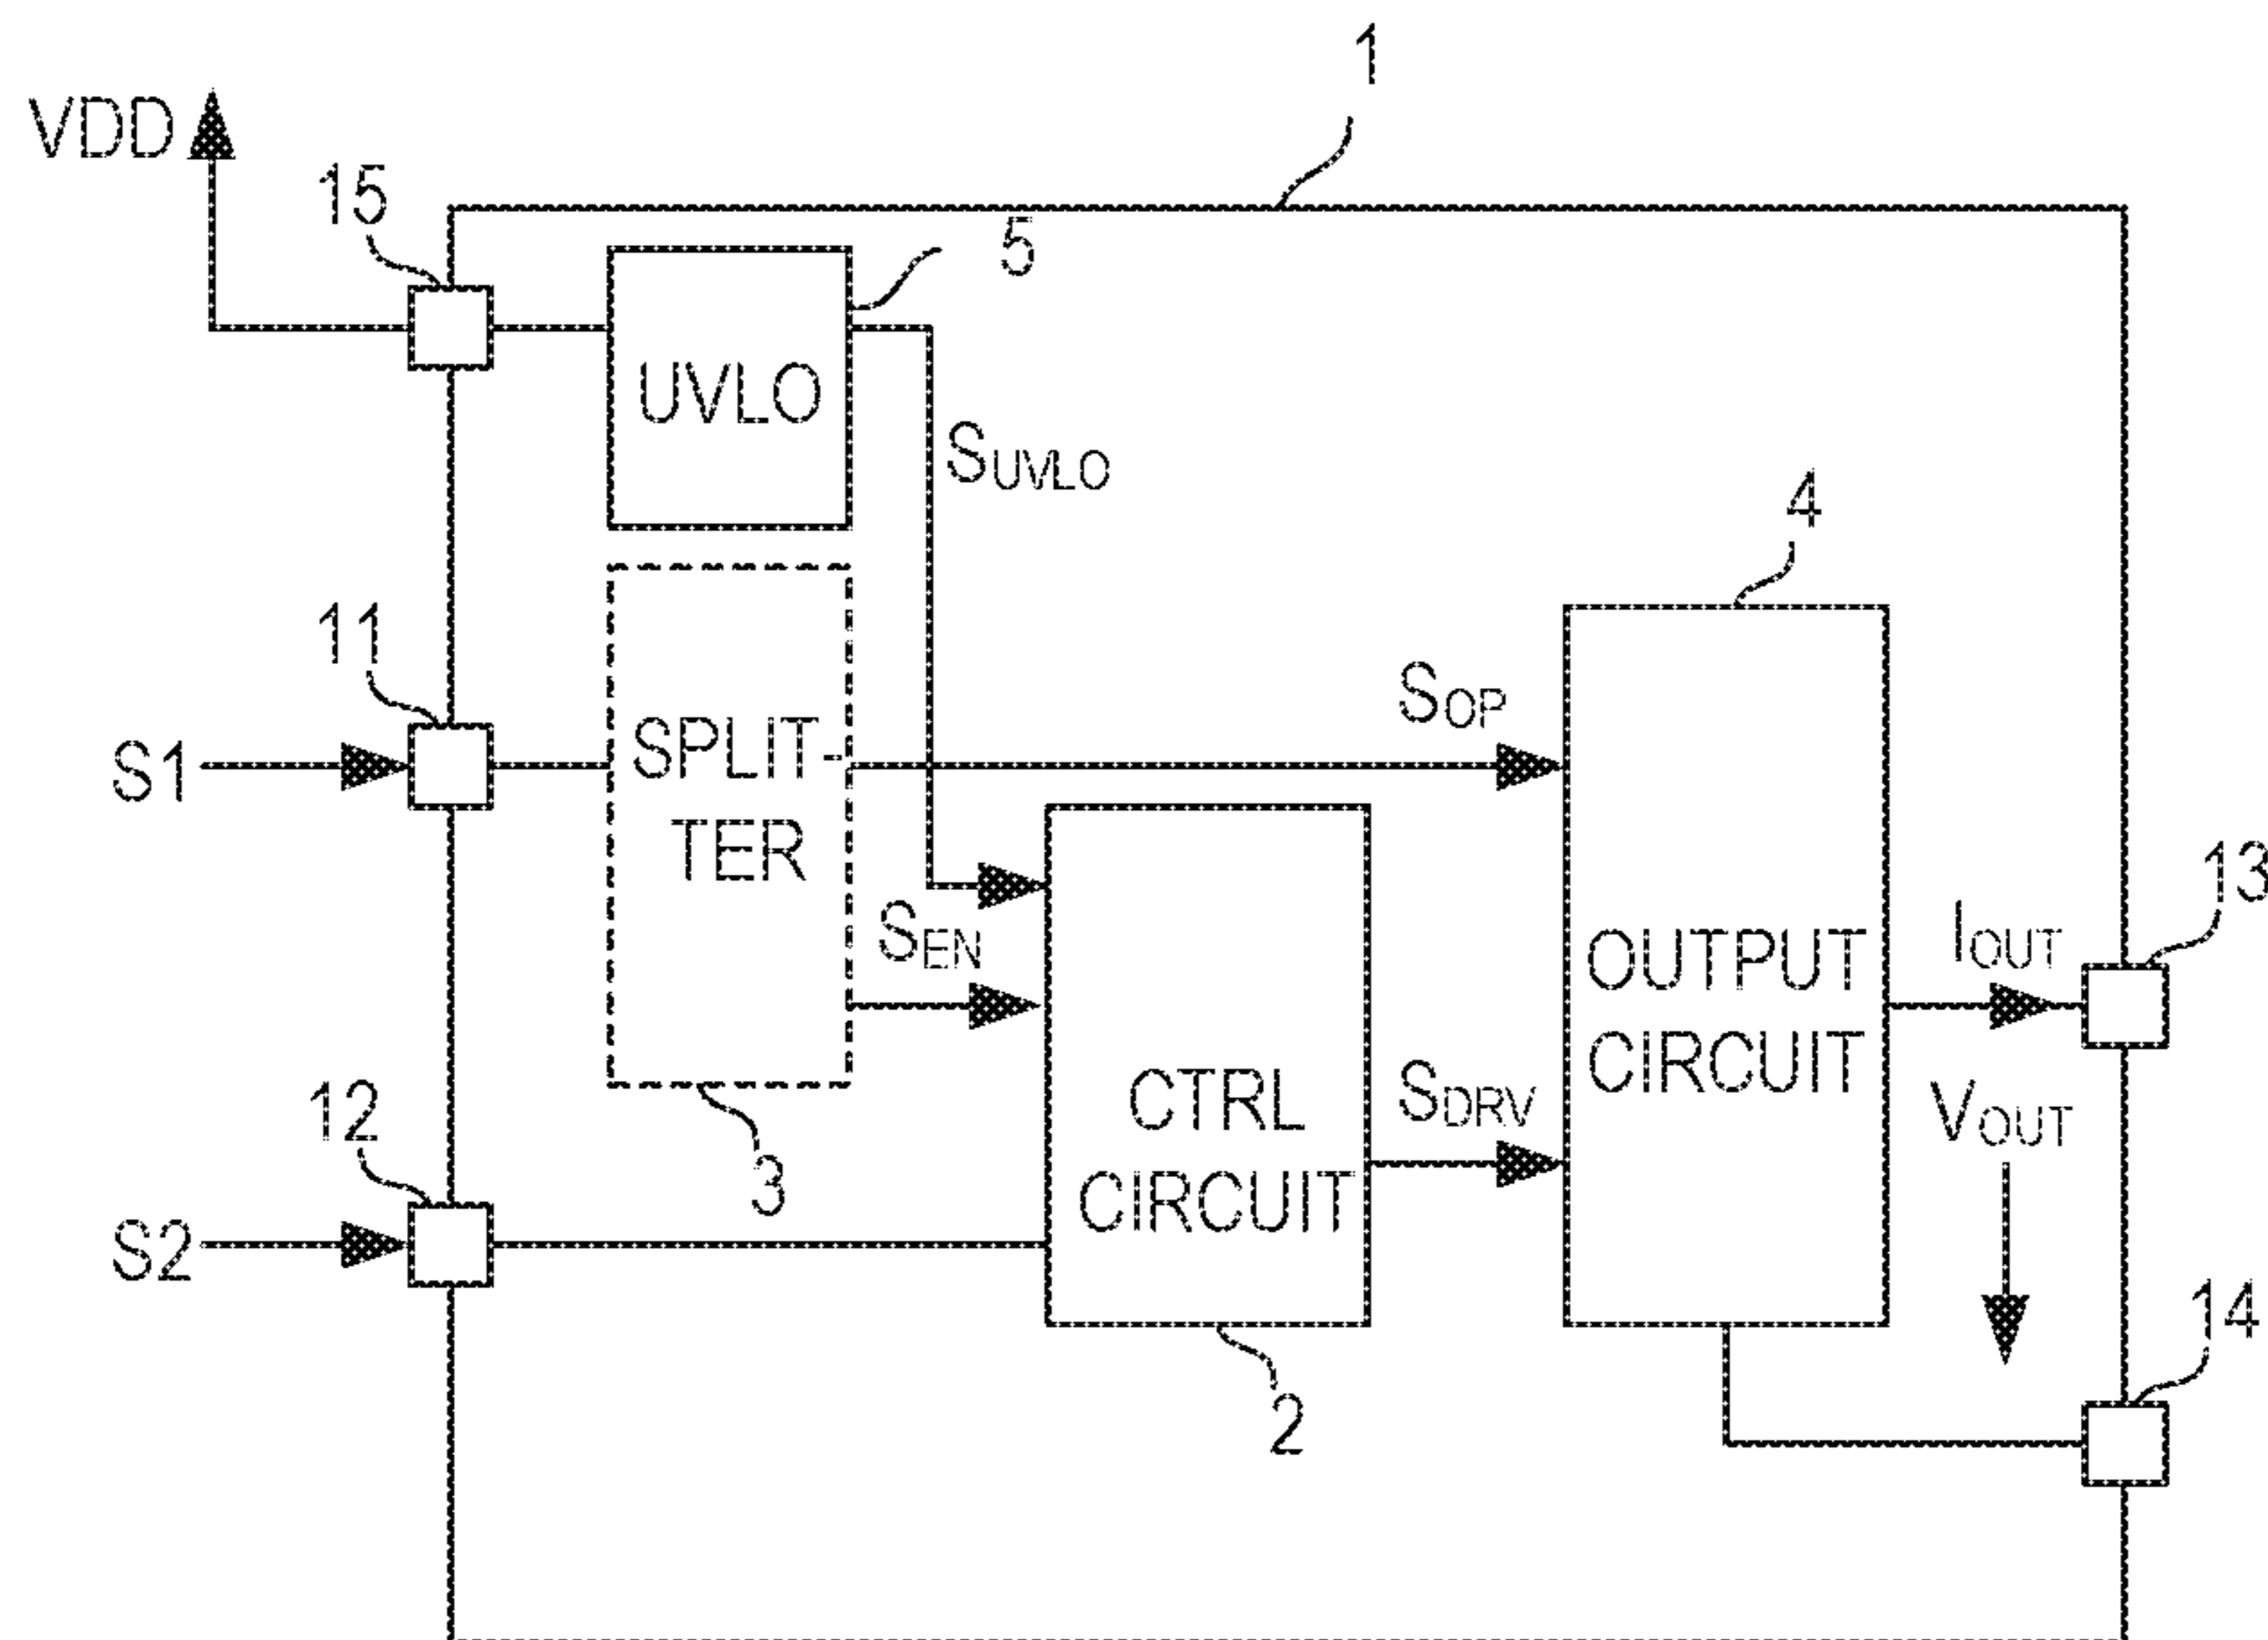 1
VDD
15
5
UVLO
SUVLO
4
11
SOP
S1
SPLIT-
TER
13
SEN
IOUT
OUTPUT
CIRCUIT
12
CTRL
CIRCUIT
SDRV
VOUT
3
S2
14
2